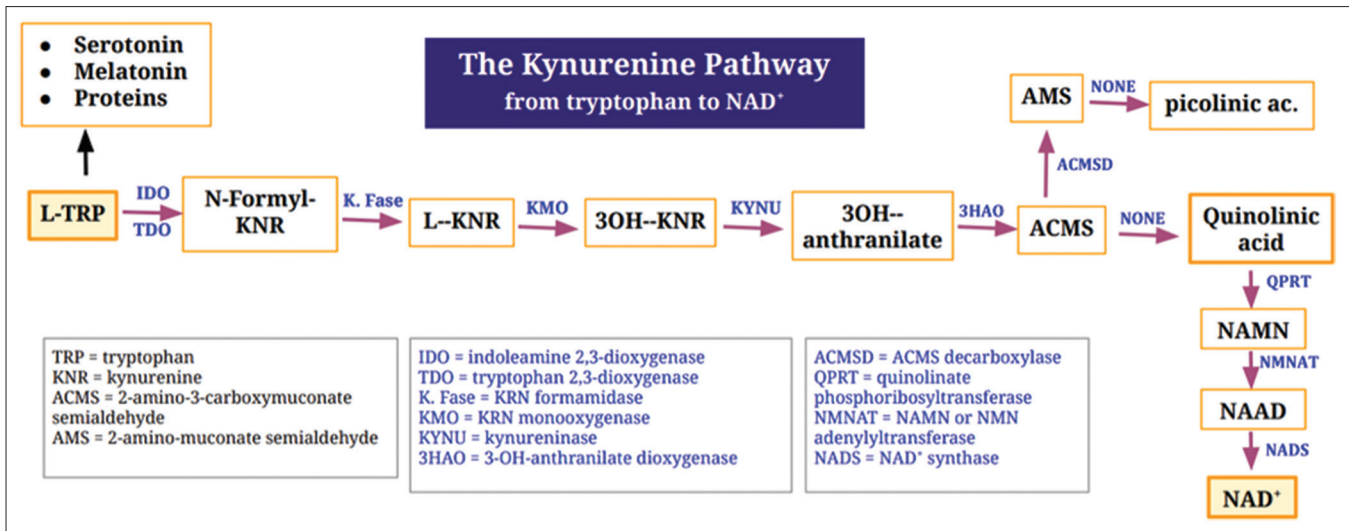 ● Serotonin
● Melatonin
● Proteins
The Kynurenine Pathway
from tryptophan to NAD⁺
AMS
NONE
picolinic ac.
ACMSD
L-TRP
IDO
TDO
N-Formyl-
KNR
K. Fase
L--KNR
KMO
3OH--KNR
KYNU
3OH--
anthranilate
3HAO
ACMS
NONE
Quinolinic
acid
QPRT
NAMN
NMNAT
NAAD
NADS
NAD⁺
TRP = tryptophan
KNR = kynurenine
ACMS = 2-amino-3-carboxymuconate
semialdehyde
AMS = 2-amino-muconate semialdehyde
IDO = indoleamine 2,3-dioxygenase
TDO = tryptophan 2,3-dioxygenase
K. Fase = KRN formamidase
KMO = KRN monooxygenase
KYNU = kynureninase
3HAO = 3-OH-anthranilate dioxygenase
ACMSD = ACMS decarboxylase
QPRT = quinolinate
phosphoribosyltransferase
NMNAT = NAMN or NMN
adenylyltransferase
NADS = NAD⁺ synthase